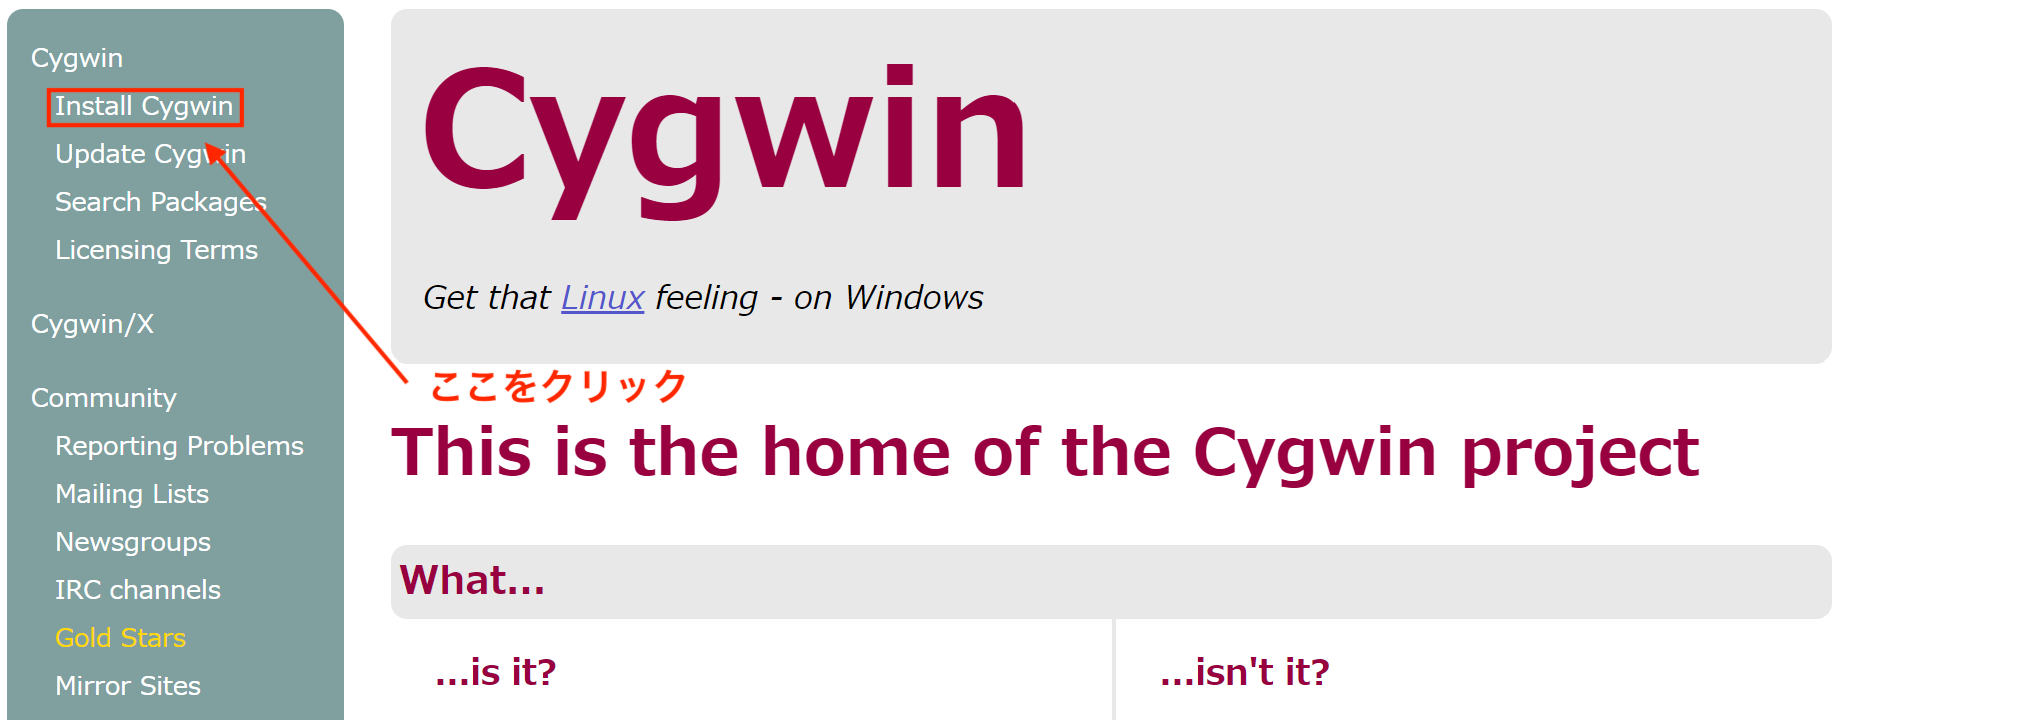 Cygwin
Install Cygwin
Update Cygwin
Search Packages
Licensing Terms
Cygwin/X
Community
Reporting Problems
Mailing Lists
Newsgroups
IRC channels
Gold Stars
Mirror Sites
Cygwin
Get that Linux feeling - on Windows
ここをクリック
This is the home of the Cygwin project
What...
...is it?
...isn't it?